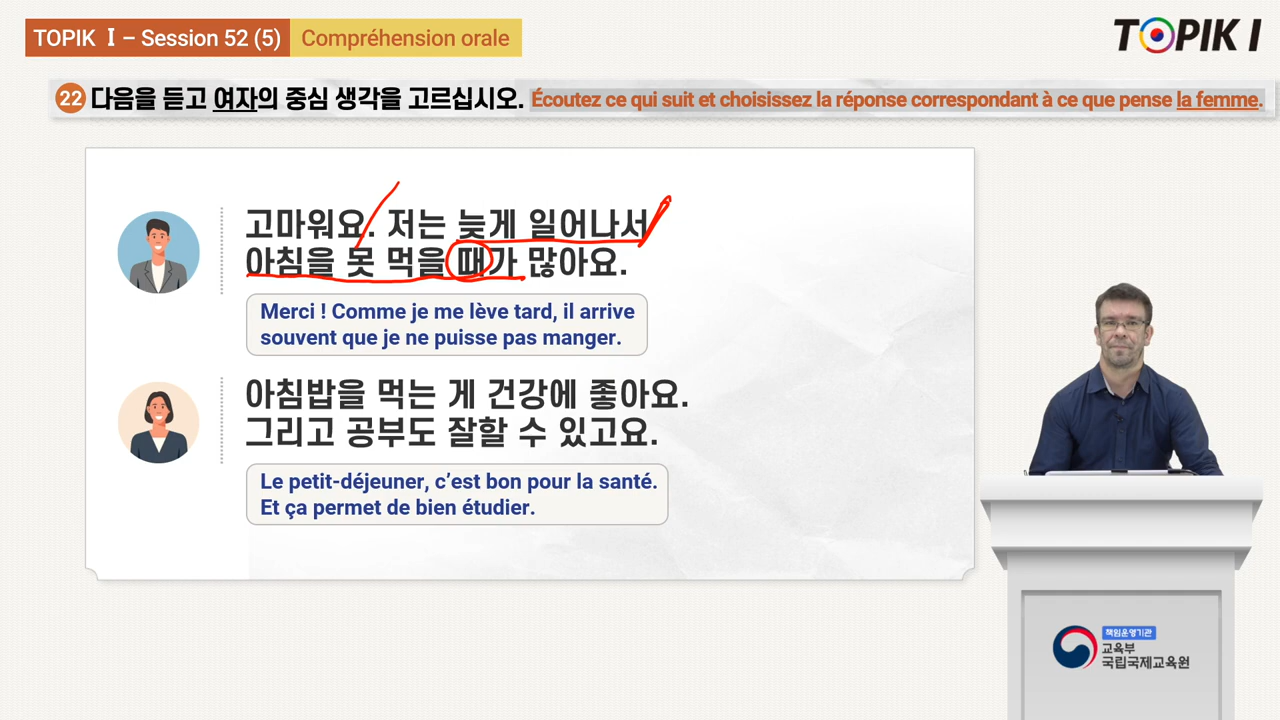 TOPIK I – Session 52 (5) Compréhension orale
TOPIK I
22 다음을 듣고 여자의 중심 생각을 고르십시오. Écoutez ce qui suit et choisissez la réponse correspondant à ce que pense la femme.
고마워요. 저는 늦게 일어나서
아침을 못 먹을 때가 많아요.
Merci ! Comme je me lève tard, il arrive
souvent que je ne puisse pas manger.
아침밥을 먹는 게 건강에 좋아요.
그리고 공부도 잘할 수 있고요.
Le petit-déjeuner, c’est bon pour la santé.
Et ça permet de bien étudier.
책임운영기관
교육부
국립국제교육원